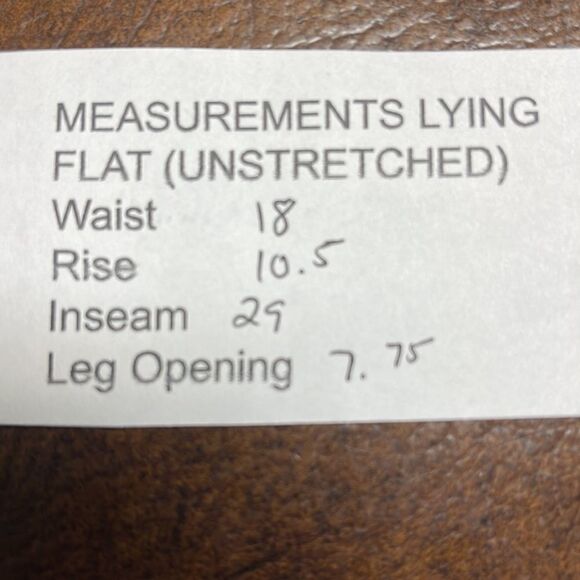 MEASUREMENTS LYING
FLAT (UNSTRETCHED)
Waist 18
Rise 10.5
Inseam 29
Leg Opening 7.75